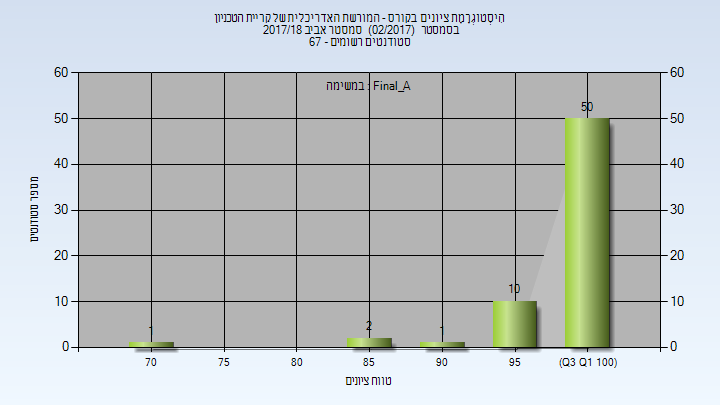 היסטוגרמת ציונים בקורס - המורשת האדריכלית של קריית הטכניון
בסמסטר (02/2017) סמסטר אביב 2017/18
סטודנטים רשומים - 67
במשימה : Final_A
60 60
50 50
40 40
30 30
20 20
10 10
0 0
מספר סטודנטים
1 2 1 10 50
70 75 80 85 90 95 (Q3 Q1 100)
טווח ציונים